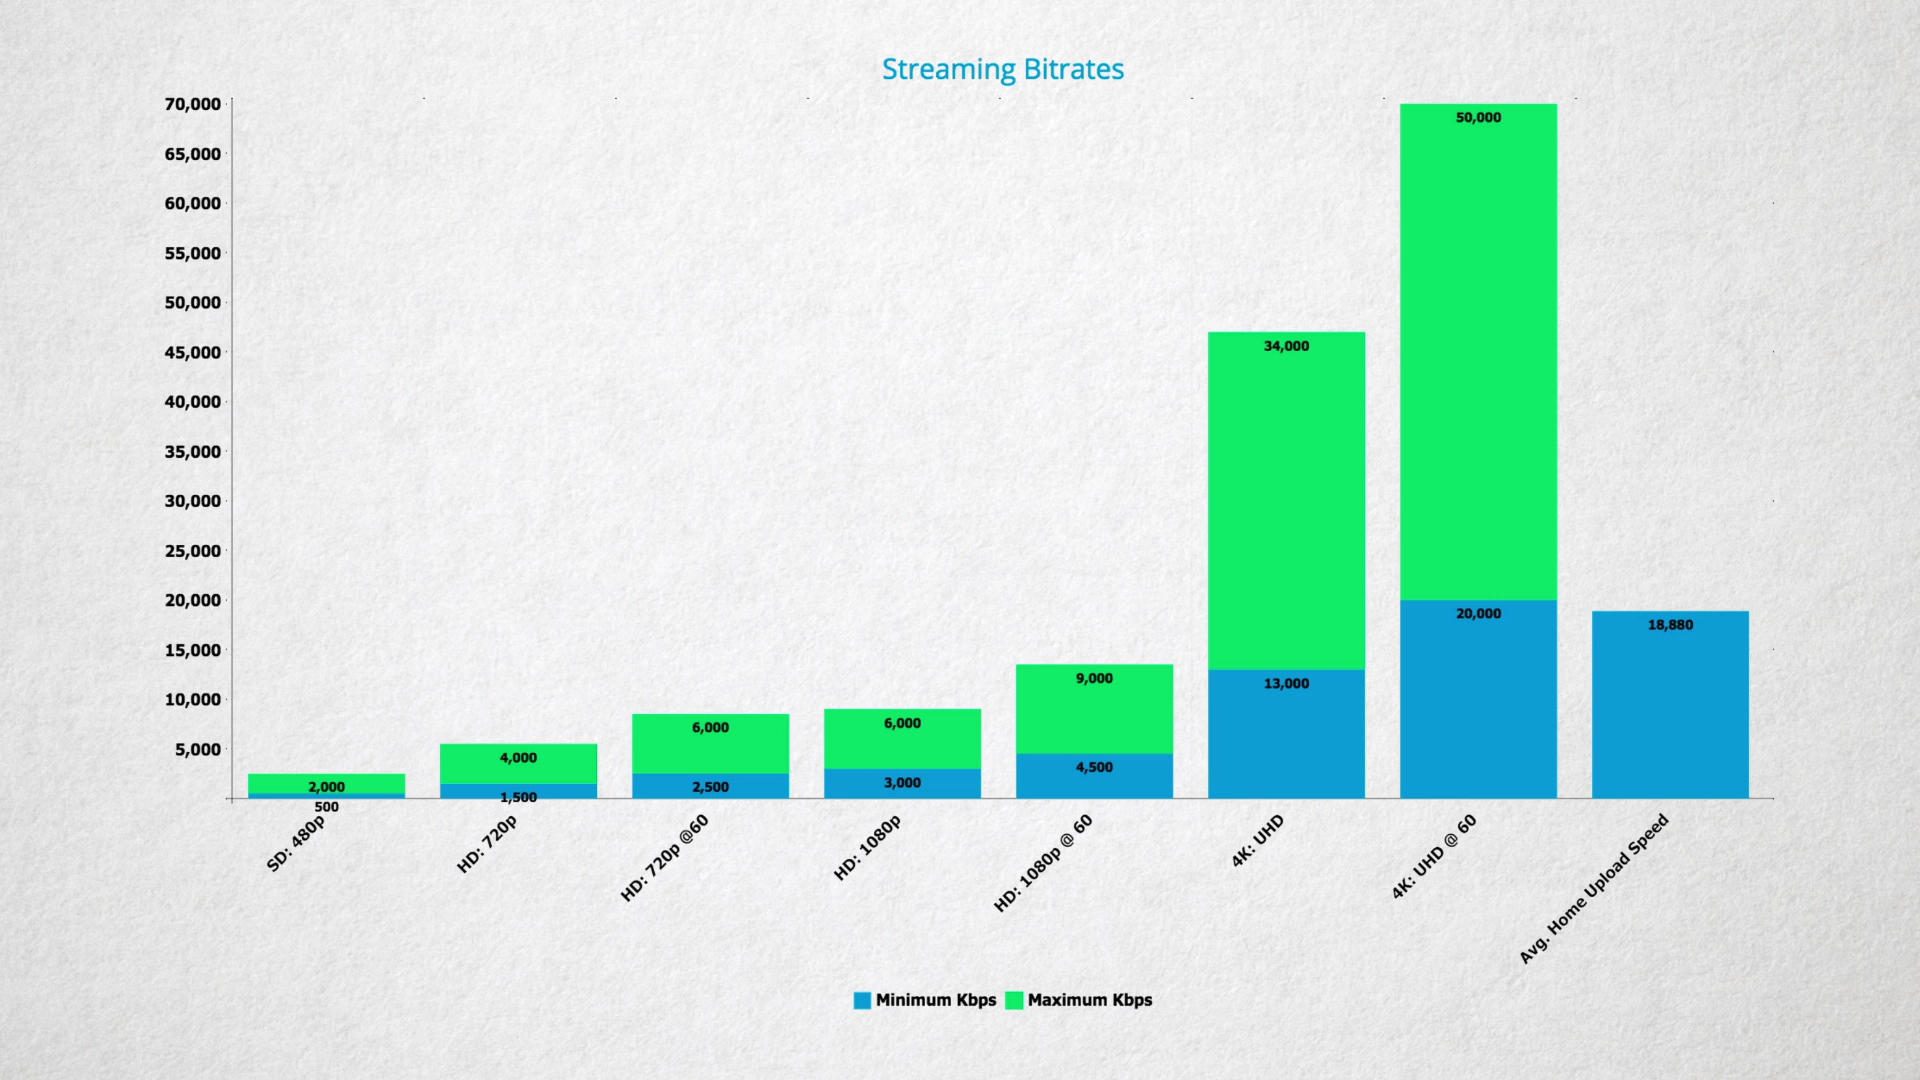 Streaming Bitrates
70,000
65,000
60,000
55,000
50,000
45,000
40,000
35,000
30,000
25,000
20,000
15,000
10,000
5,000
2,000
500
4,000
1,500
6,000
2,500
6,000
3,000
9,000
4,500
34,000
13,000
50,000
20,000
18,880
SD: 480p
HD: 720p
HD: 720p @60
HD: 1080p
HD: 1080p @ 60
4K: UHD
4K: UHD @ 60
Avg. Home Upload Speed
Minimum Kbps
Maximum Kbps